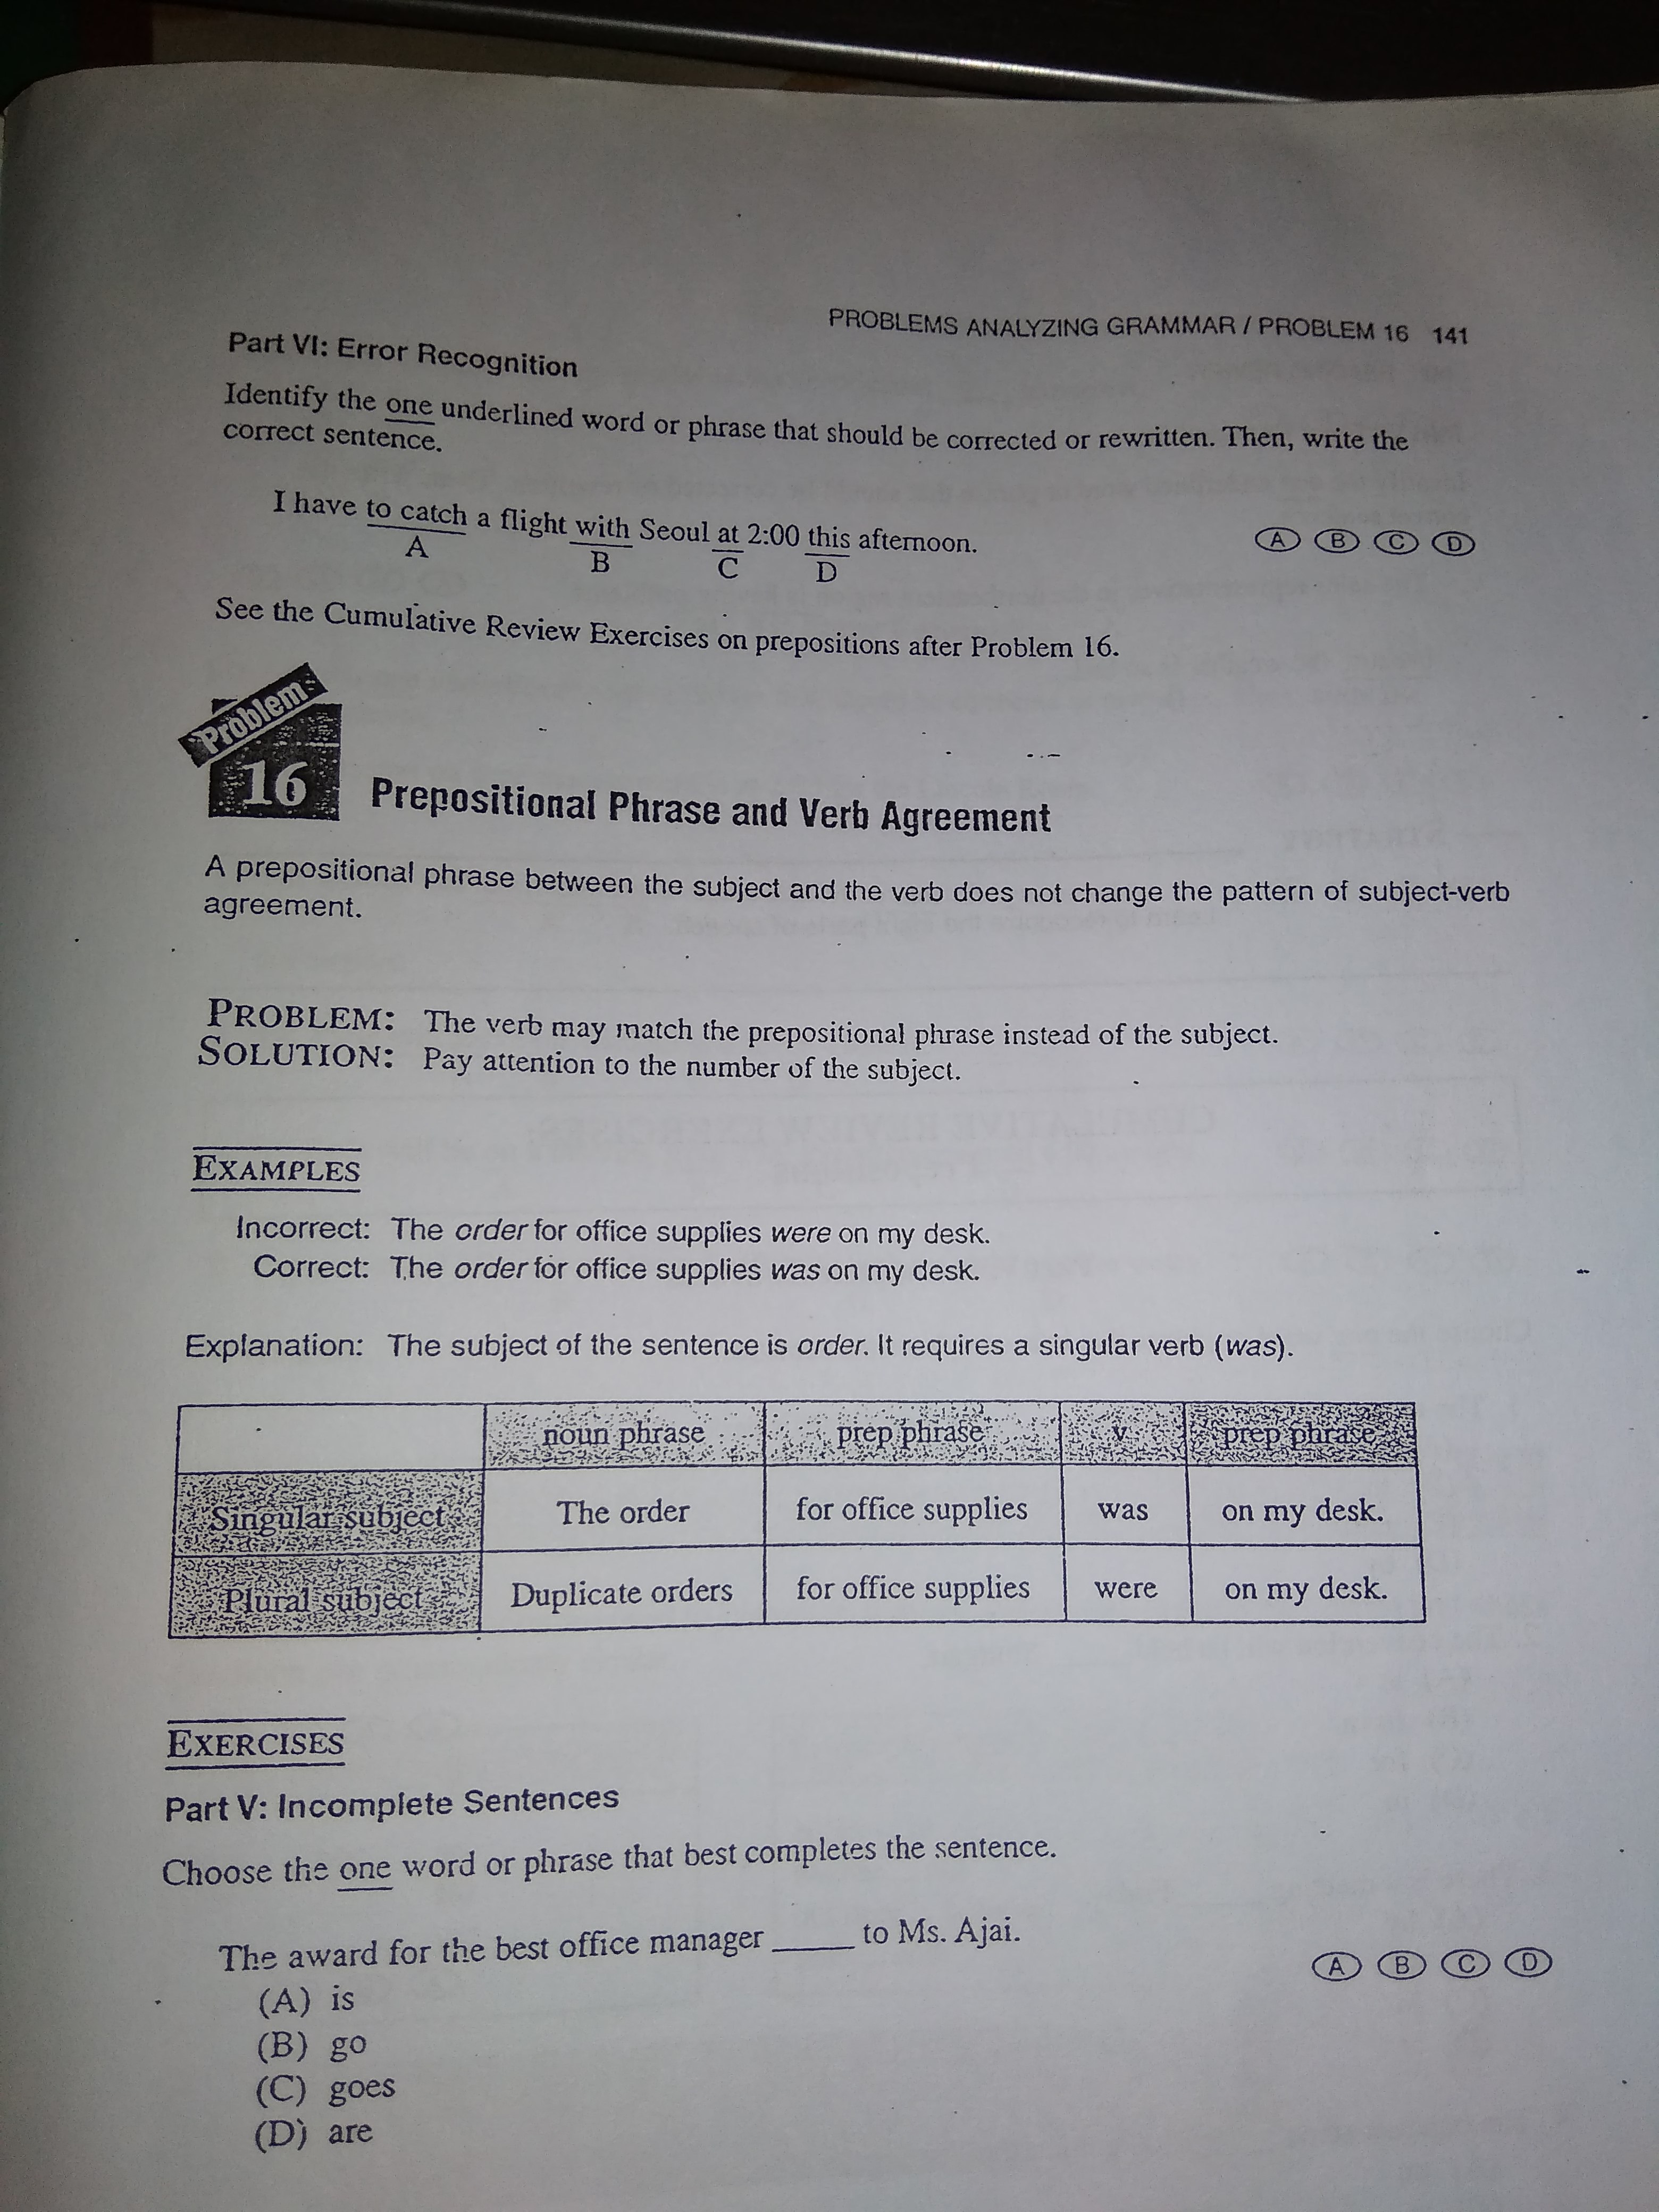 PROBLEMS ANALYZING GRAMMAR / PROBLEM 16 141
Part VI: Error Recognition
Identify the one underlined word or phrase that should be corrected or rewritten. Then, write the
correct sentence.
I have to catch a flight with Seoul at 2:00 this afternoon.
A B C D
A B C D
See the Cumulative Review Exercises on prepositions after Problem 16.
Problem
16 Prepositional Phrase and Verb Agreement
A prepositional phrase between the subject and the verb does not change the pattern of subject-verb
agreement.
PROBLEM: The verb may match the prepositional phrase instead of the subject.
SOLUTION: Pay attention to the number of the subject.
EXAMPLES
Incorrect: The order for office supplies were on my desk.
Correct: The order for office supplies was on my desk.
Explanation: The subject of the sentence is order. It requires a singular verb (was).
noun phrase prep phrase v prep phrase
Singular subject The order for office supplies was on my desk.
Plural subject Duplicate orders for office supplies were on my desk.
EXERCISES
Part V: Incomplete Sentences
Choose the one word or phrase that best completes the sentence.
The award for the best office manager _____ to Ms. Ajai.
A B C D
(A) is
(B) go
(C) goes
(D) are